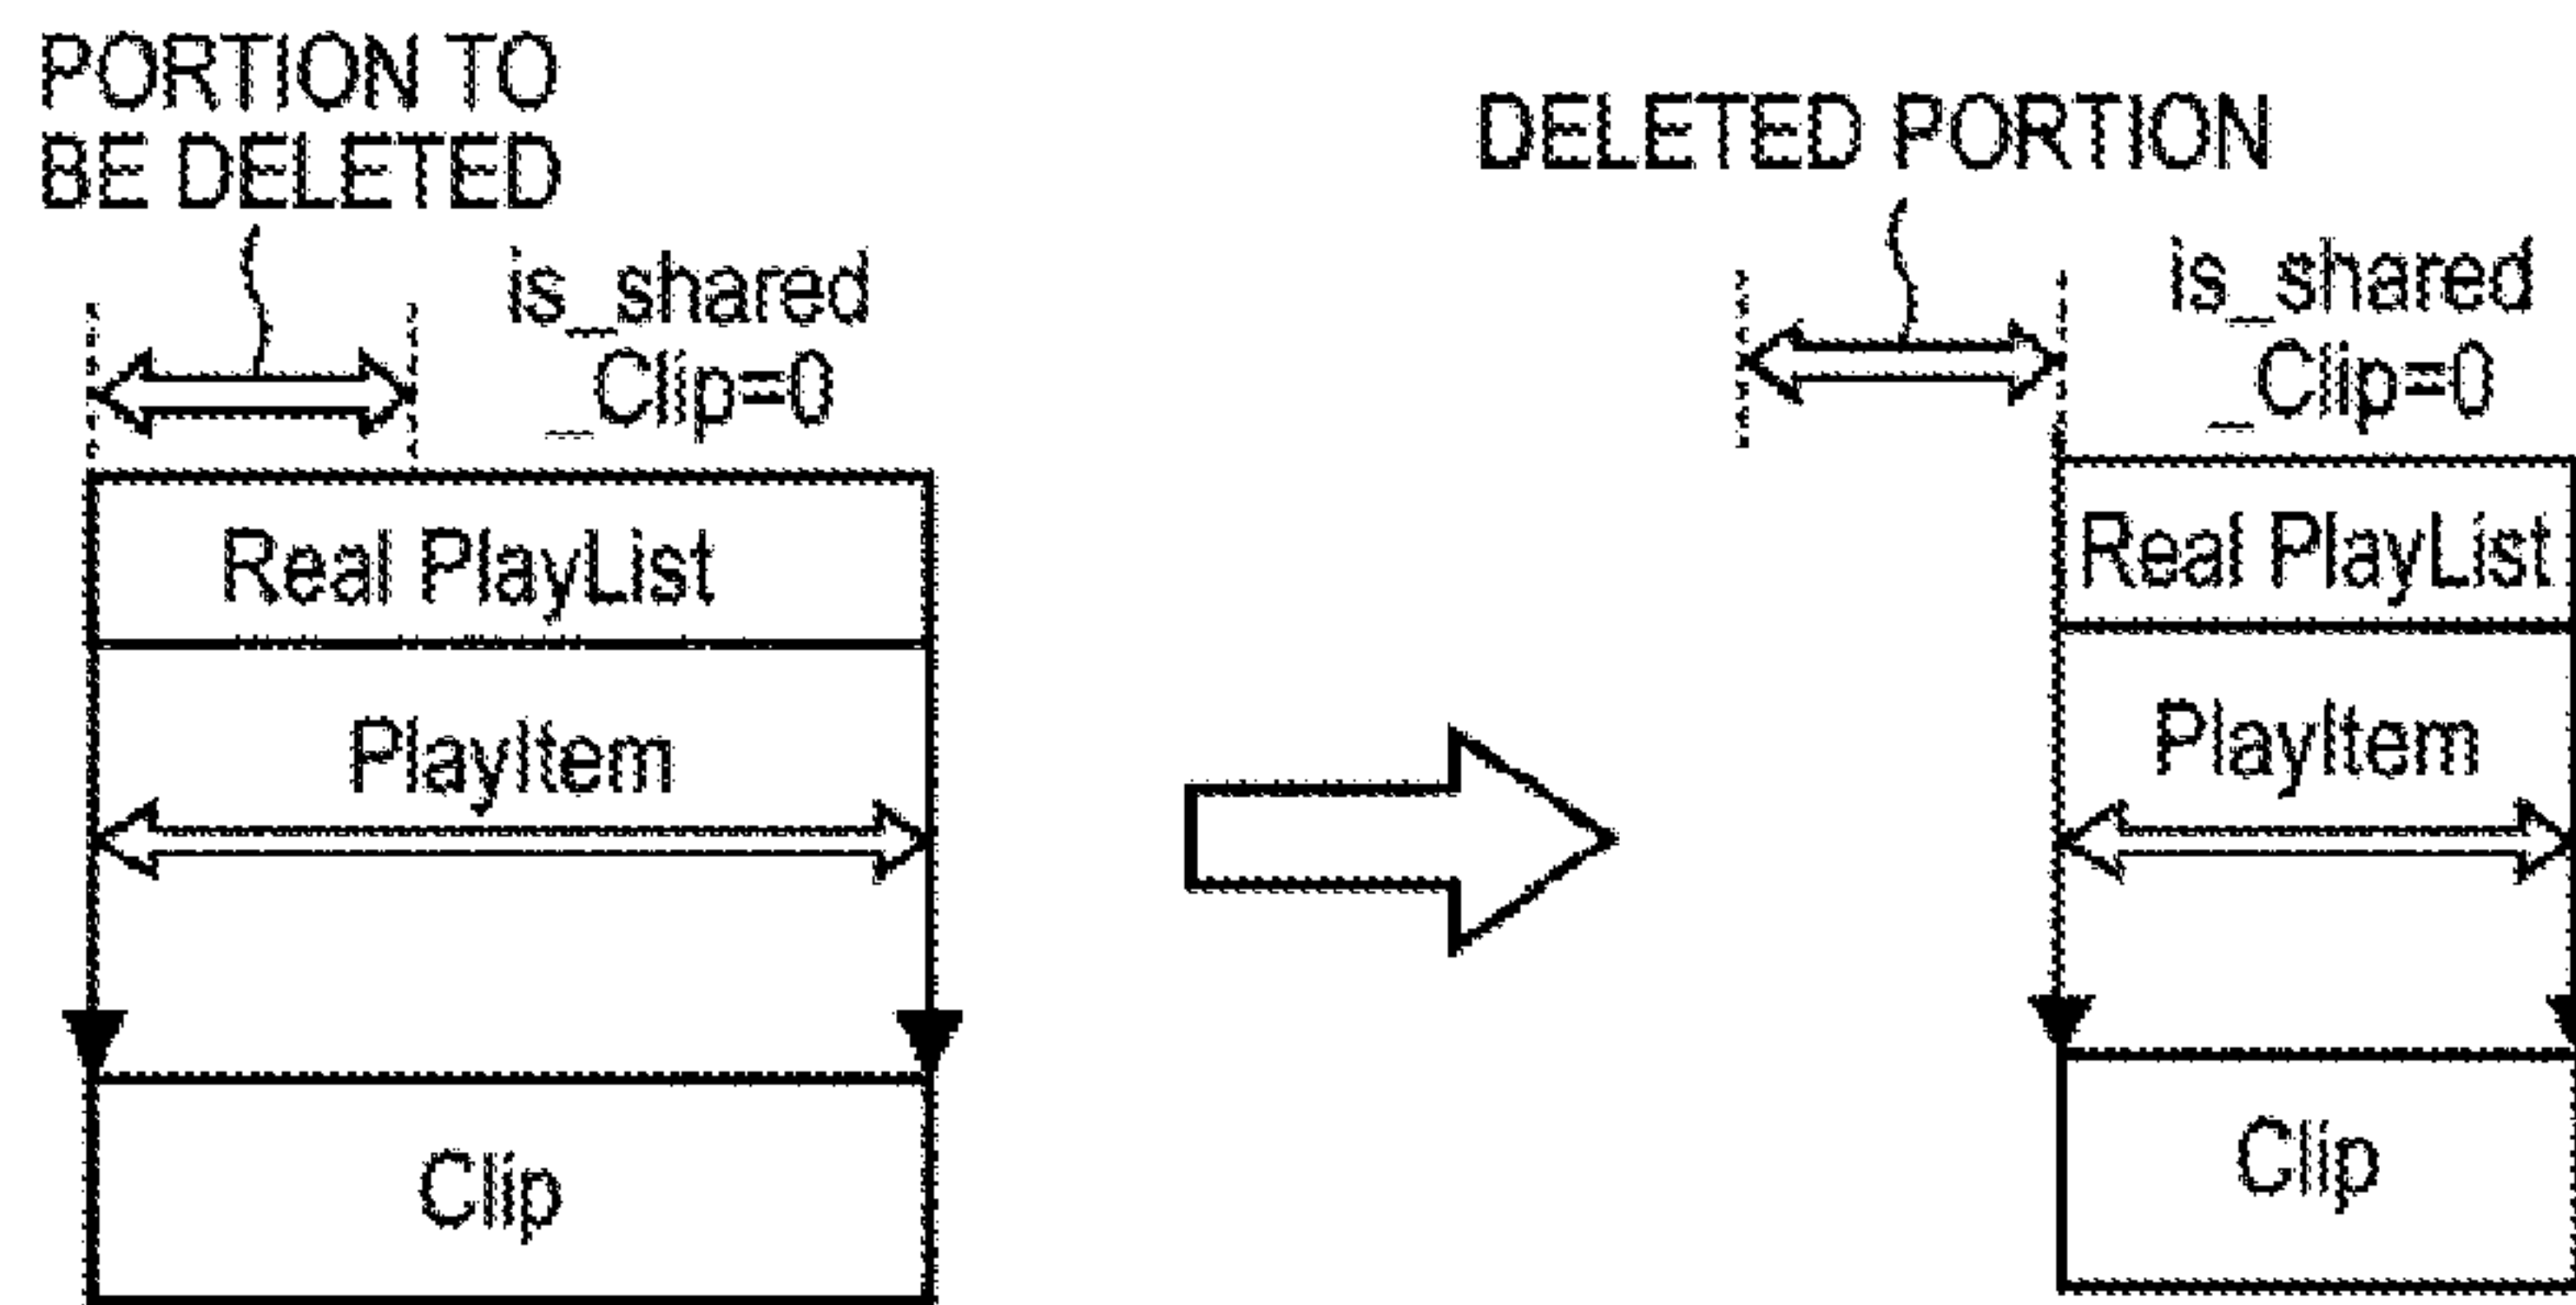 PORTION TO
BE DELETED
is_shared
_Clip=0
Real PlayList
PlayItem
Clip
DELETED PORTION
is_shared
_Clip=0
Real PlayList
PlayItem
Clip